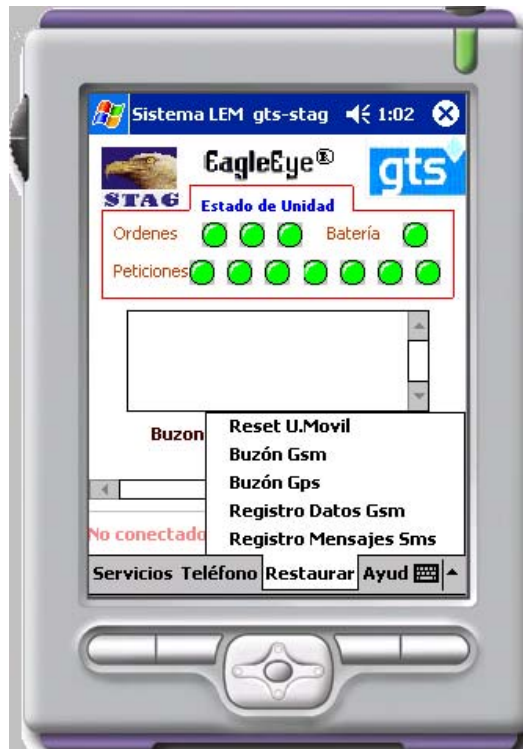 Sistema LEM gts-stag 1:02
EagleEye®
gts
STAG
Estado de Unidad
Ordenes Batería
Peticiones
Buzon
Reset U.Movil
Buzón Gsm
Buzón Gps
Registro Datos Gsm
Registro Mensajes Sms
No conectado
Servicios Teléfono Restaurar Ayud